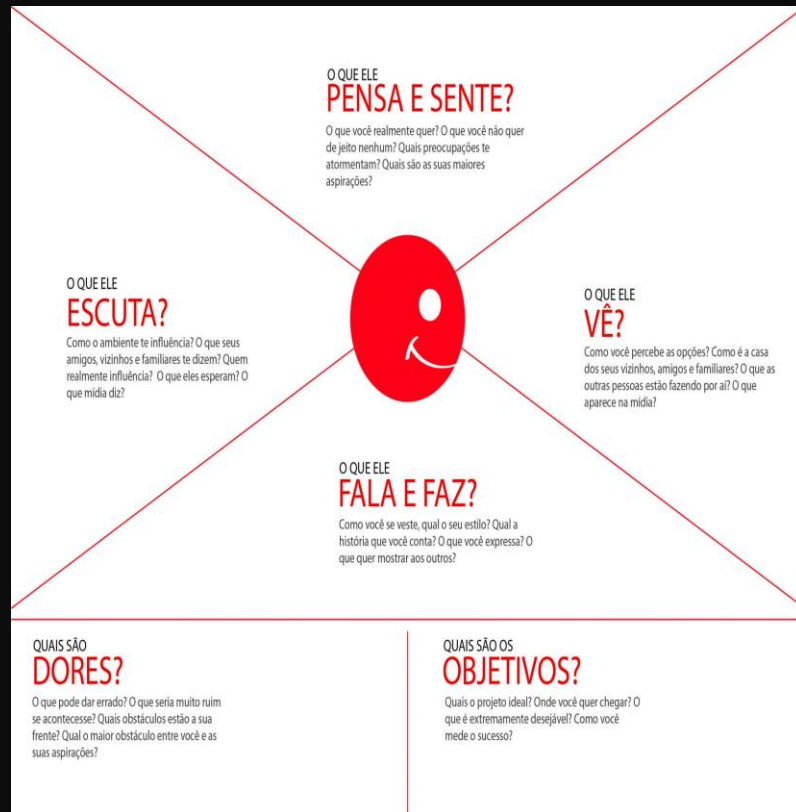 O QUE ELE
PENSA E SENTE?
O que você realmente quer? O que você não quer
de jeito nenhum? Quais preocupações te
atormentam? Quais são as suas maiores
aspirações?
O QUE ELE
ESCUTA?
Como o ambiente te influência? O que seus
amigos, vizinhos e familiares te dizem? Quem
realmente influência? O que eles esperam? O
que mídia diz?
O QUE ELE
VÊ?
Como você percebe as opções? Como é a casa
dos seus vizinhos, amigos e familiares? O que as
outras pessoas estão fazendo por aí? O que
aparece na mídia?
O QUE ELE
FALA E FAZ?
Como você se veste, qual o seu estilo? Qual a
história que você conta? O que você expressa? O
que quer mostrar aos outros?
QUAIS SÃO
DORES?
O que pode dar errado? O que seria muito ruim
se acontecesse? Quais obstáculos estão a sua
frente? Qual o maior obstáculo entre você e as
suas aspirações?
QUAIS SÃO OS
OBJETIVOS?
Quais o projeto ideal? Onde você quer chegar? O
que é extremamente desejável? Como você
mede o sucesso?